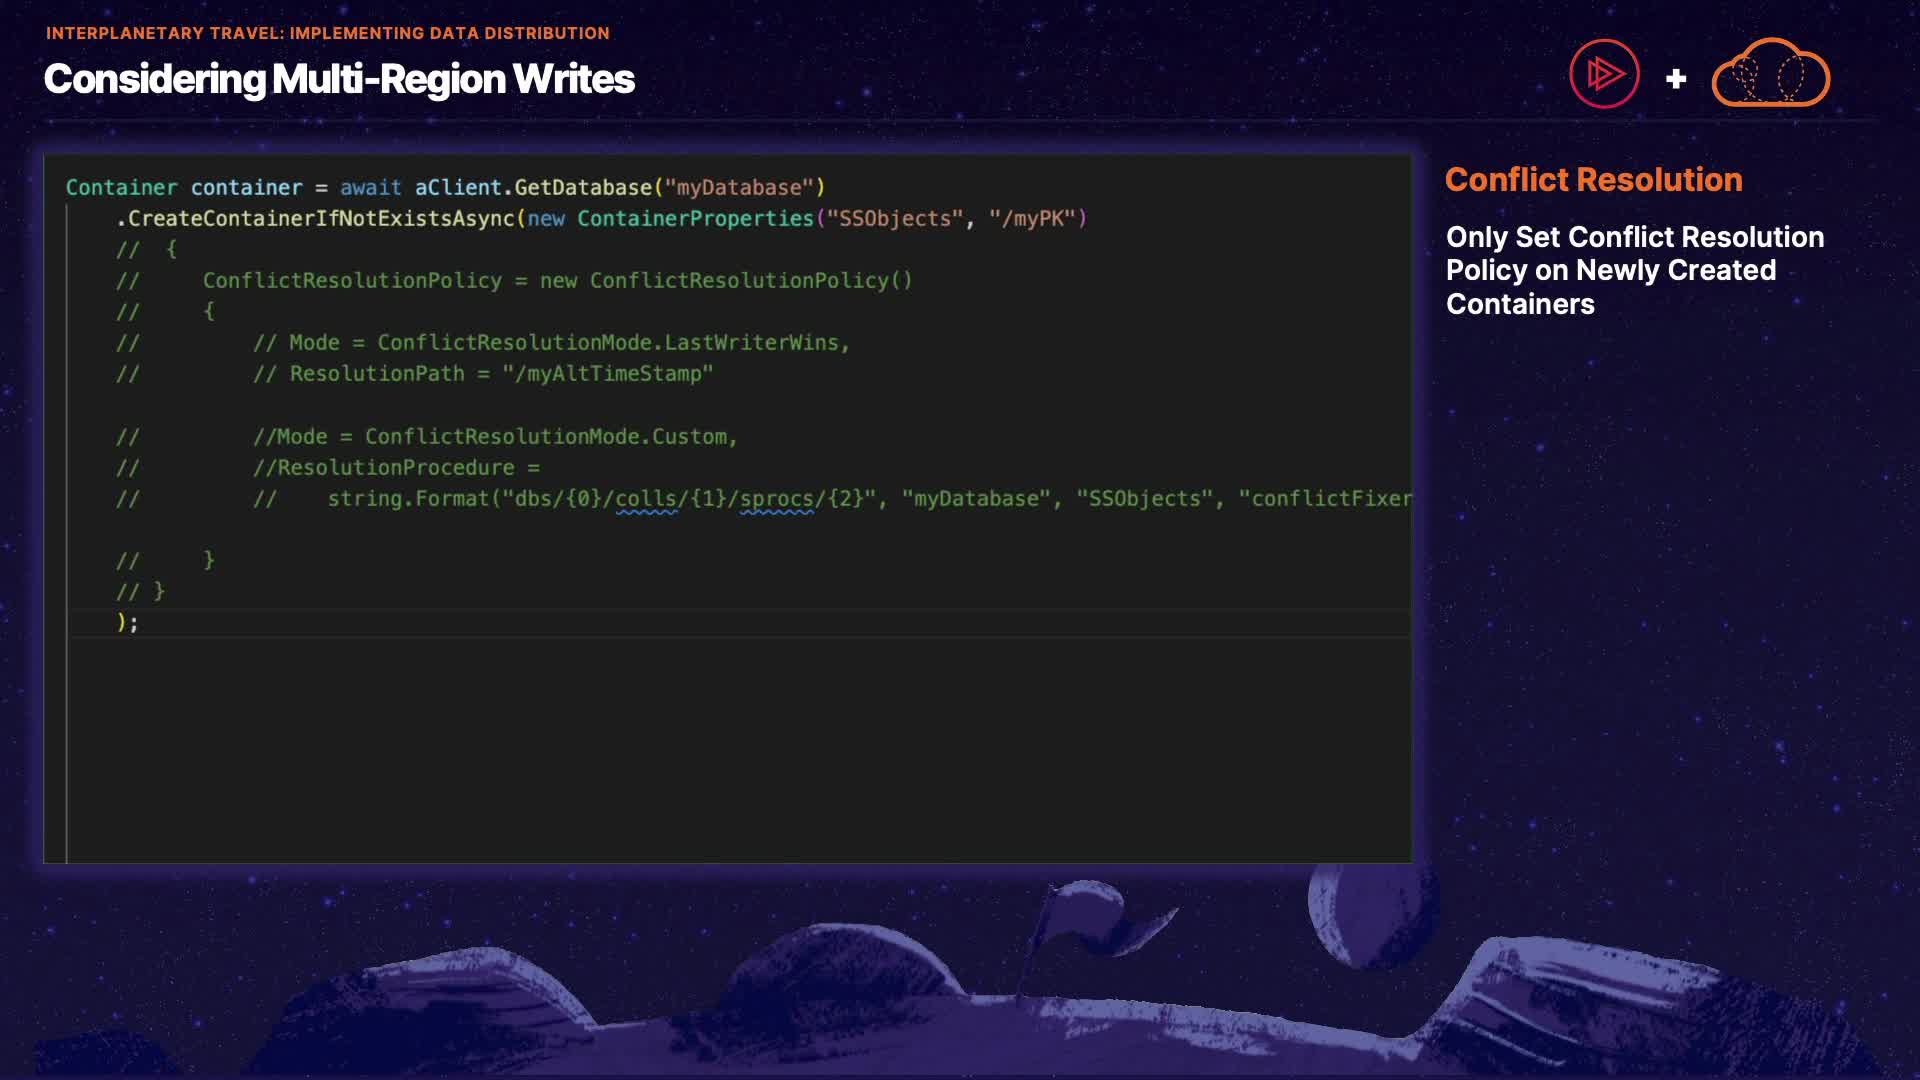 INTERPLANETARY TRAVEL: IMPLEMENTING DATA DISTRIBUTION
Considering Multi-Region Writes
Container container = await aClient.GetDatabase("myDatabase")
.CreateContainerIfNotExistsAsync(new ContainerProperties("SSObjects", "/myPK")
// {
// ConflictResolutionPolicy = new ConflictResolutionPolicy()
// {
// // Mode = ConflictResolutionMode.LastWriterWins,
// // ResolutionPath = "/myAltTimeStamp"
// //Mode = ConflictResolutionMode.Custom,
// //ResolutionProcedure =
// // string.Format("dbs/{0}/colls/{1}/sprocs/{2}", "myDatabase", "SSObjects", "conflictFixer
// }
// }
);
Conflict Resolution
Only Set Conflict Resolution
Policy on Newly Created
Containers